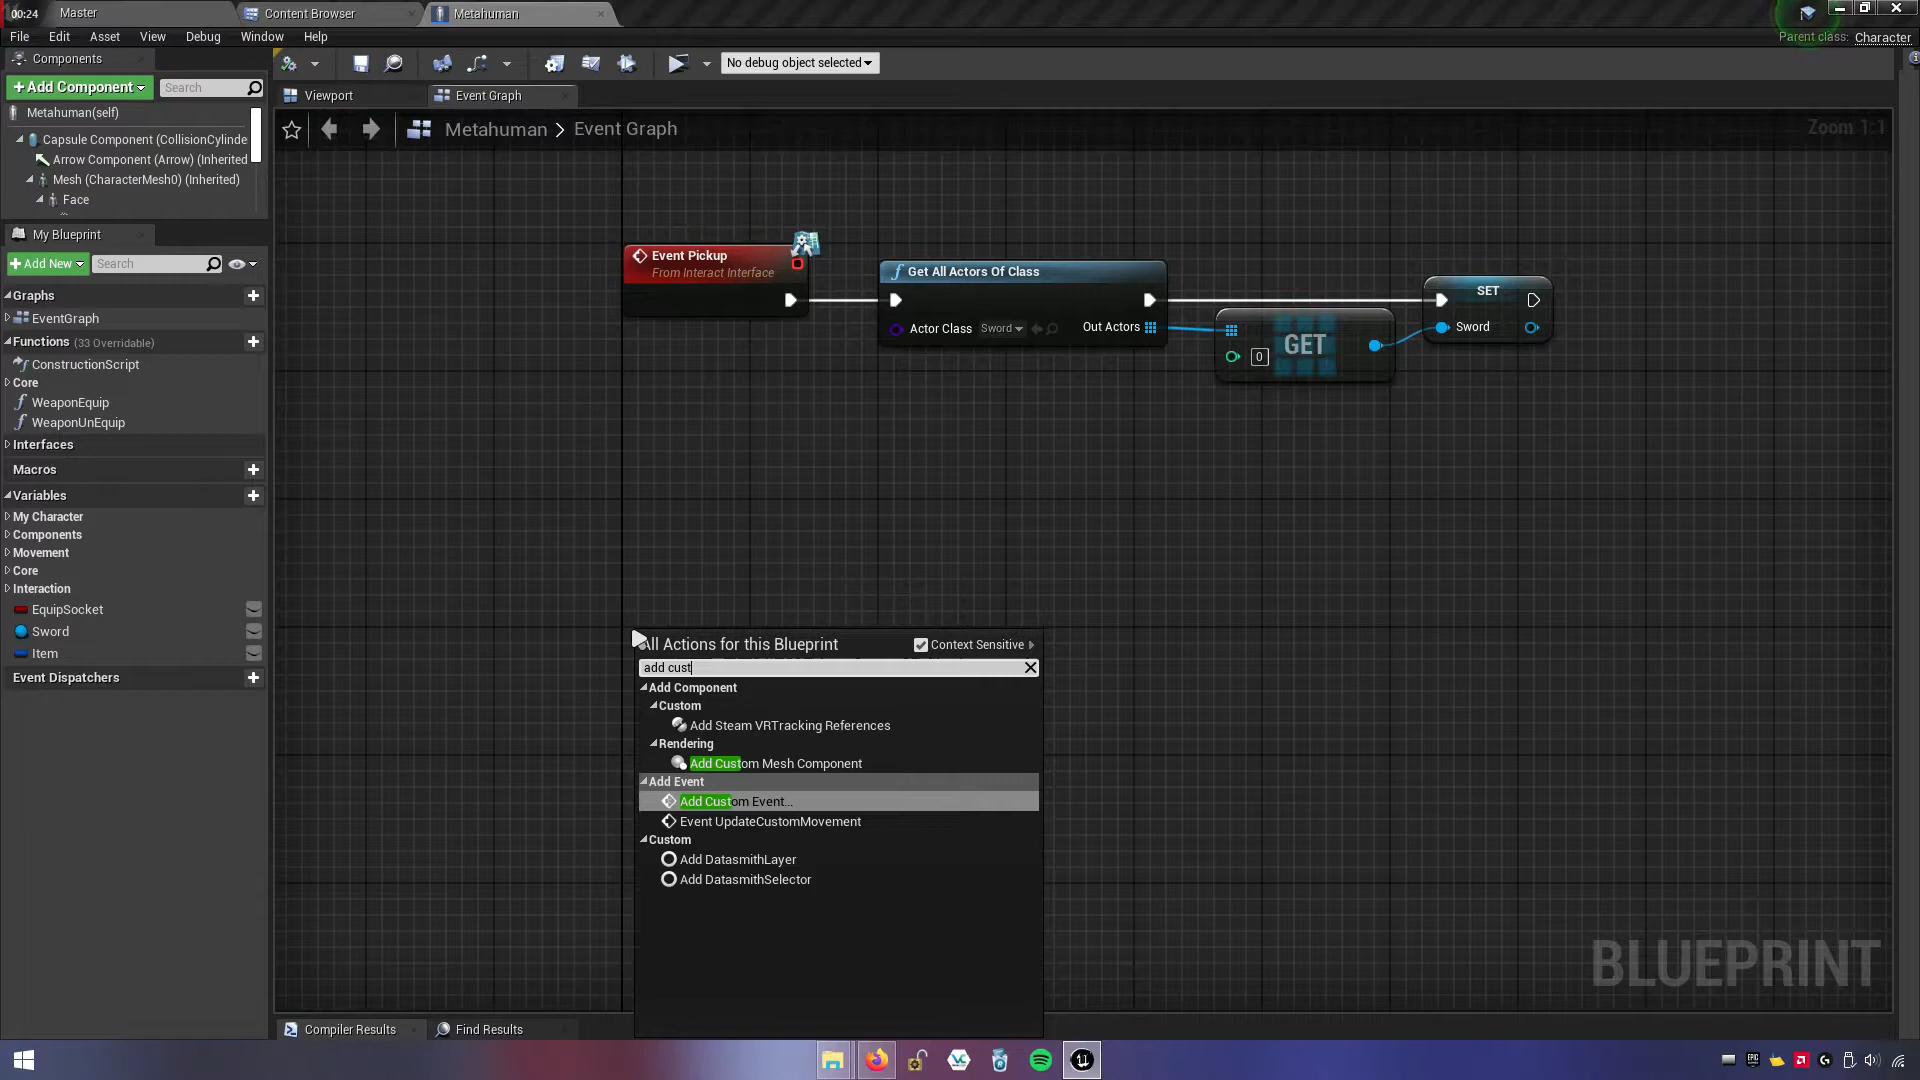 00:24
Master
Content Browser
Metahuman
File Edit Asset View Debug Window Help
Parent class: Character
Components
+Add Component
Search
No debug object selected
Metahuman(self)
Capsule Component (CollisionCylinde
Arrow Component (Arrow) (Inherited
Mesh (CharacterMesh0) (Inherited)
Face
Viewport
Event Graph
Metahuman > Event Graph
Zoom 1:1
My Blueprint
+Add New
Search
Graphs
EventGraph
Functions (33 Overridable)
ConstructionScript
Core
WeaponEquip
WeaponUnEquip
Interfaces
Macros
Variables
My Character
Components
Movement
Core
Interaction
EquipSocket
Sword
Item
Event Dispatchers
Event Pickup
From Interact Interface
Get All Actors Of Class
Actor Class Sword
Out Actors
0
GET
SET
Sword
All Actions for this Blueprint
Context Sensitive
add cust
Add Component
Custom
Add Steam VRTracking References
Rendering
Add Custom Mesh Component
Add Event
Add Custom Event...
Event UpdateCustomMovement
Custom
Add DatasmithLayer
Add DatasmithSelector
BLUEPRINT
Compiler Results
Find Results